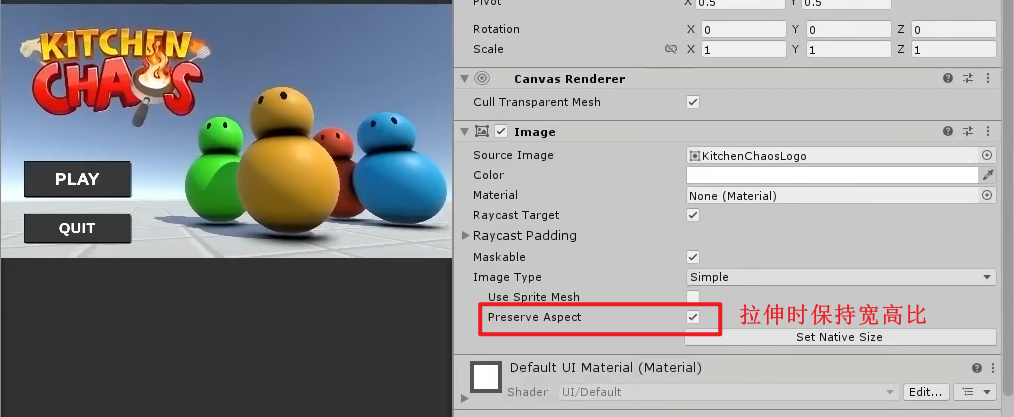 KITCHEN
CHAOS
PLAY
QUIT
Pivot X 0.5 Y 0.5
Rotation X 0 Y 0 Z 0
Scale X 1 Y 1 Z 1
Canvas Renderer
Cull Transparent Mesh
Image
Source Image KitchenChaosLogo
Color
Material None (Material)
Raycast Target
Raycast Padding
Maskable
Image Type Simple
Use Sprite Mesh
Preserve Aspect 拉伸时保持宽高比
Set Native Size
Default UI Material (Material)
Shader UI/Default Edit...